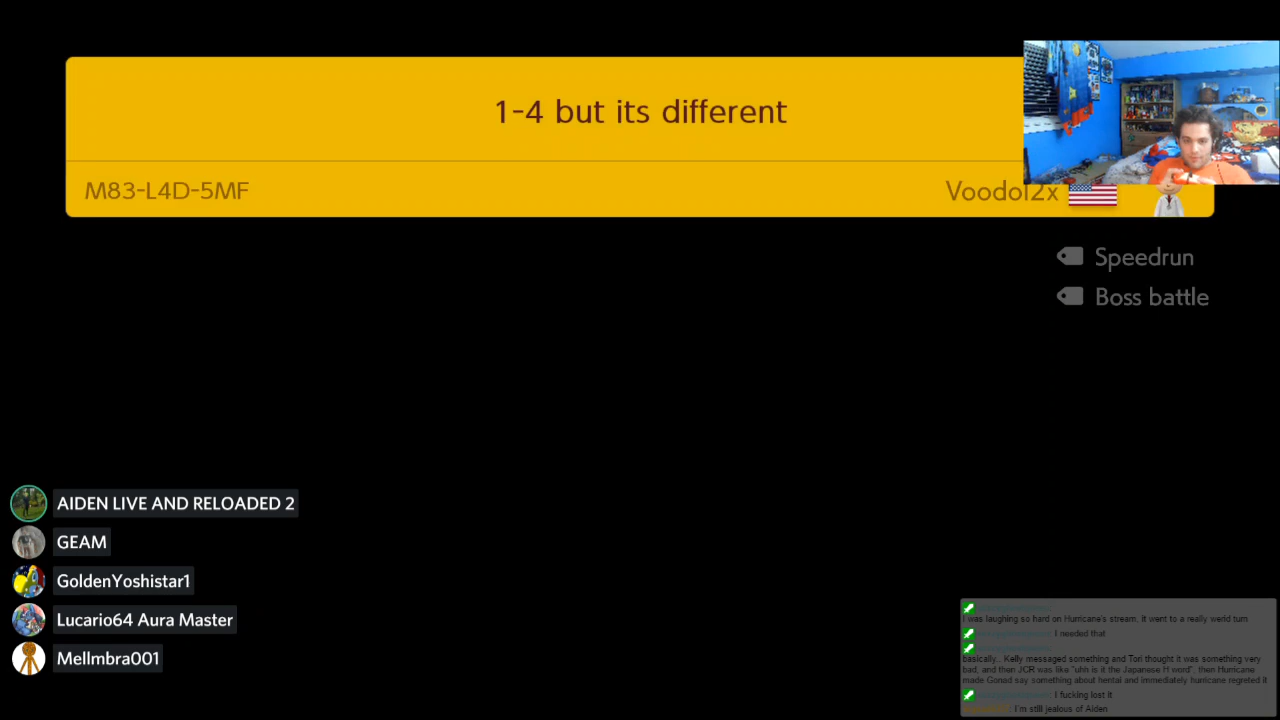 1-4 but its different
M83-L4D-5MF
Voodol2x
Speedrun
Boss battle
AIDEN LIVE AND RELOADED 2
GEAM
GoldenYoshistar1
Lucario64 Aura Master
Mellmbra001
I was laughing so hard on Hurricane's stream, it went to a really werid turn
: I needed that
basically... Kelly messaged something and Tori thought it was something very
bad, and then JCR was like "uhh is it the Japanese H word", then Hurricane
made Gonad say something about hentai and immediately hurricane regretted it
: I fucking lost it
: I'm still jealous of Aiden